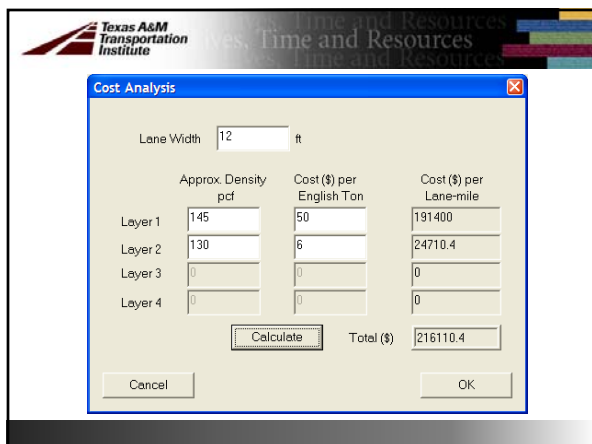 Texas A&M
Transportation
Institute
Time and Resources
ves, Time and Resources
Time and Resources
Cost Analysis
Lane Width 12 ft
Approx. Density Cost ($) per Cost ($) per
pcf English Ton Lane-mile
Layer 1 145 50 191400
Layer 2 130 6 24710.4
Layer 3 0 0 0
Layer 4 0 0 0
Calculate Total ($) 216110.4
Cancel OK